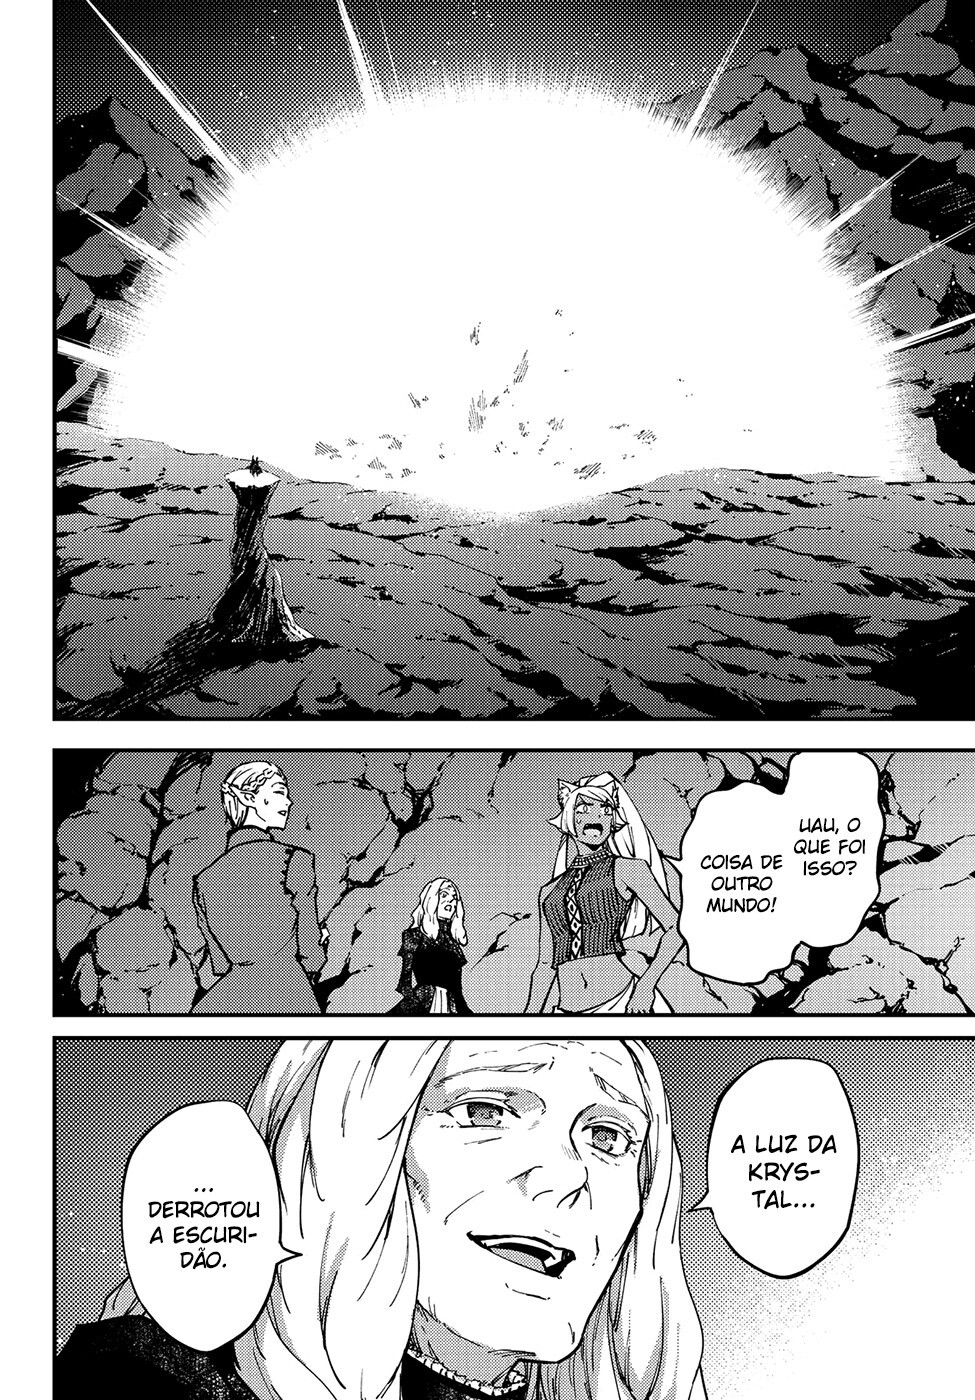 UAU, O
QUE FOI
ISSO?
COISA DE
OUTRO
MUNDO!
A LUZ DA
KRYS-
TAL...
...
DERROTOU
A ESCURI-
DÃO.